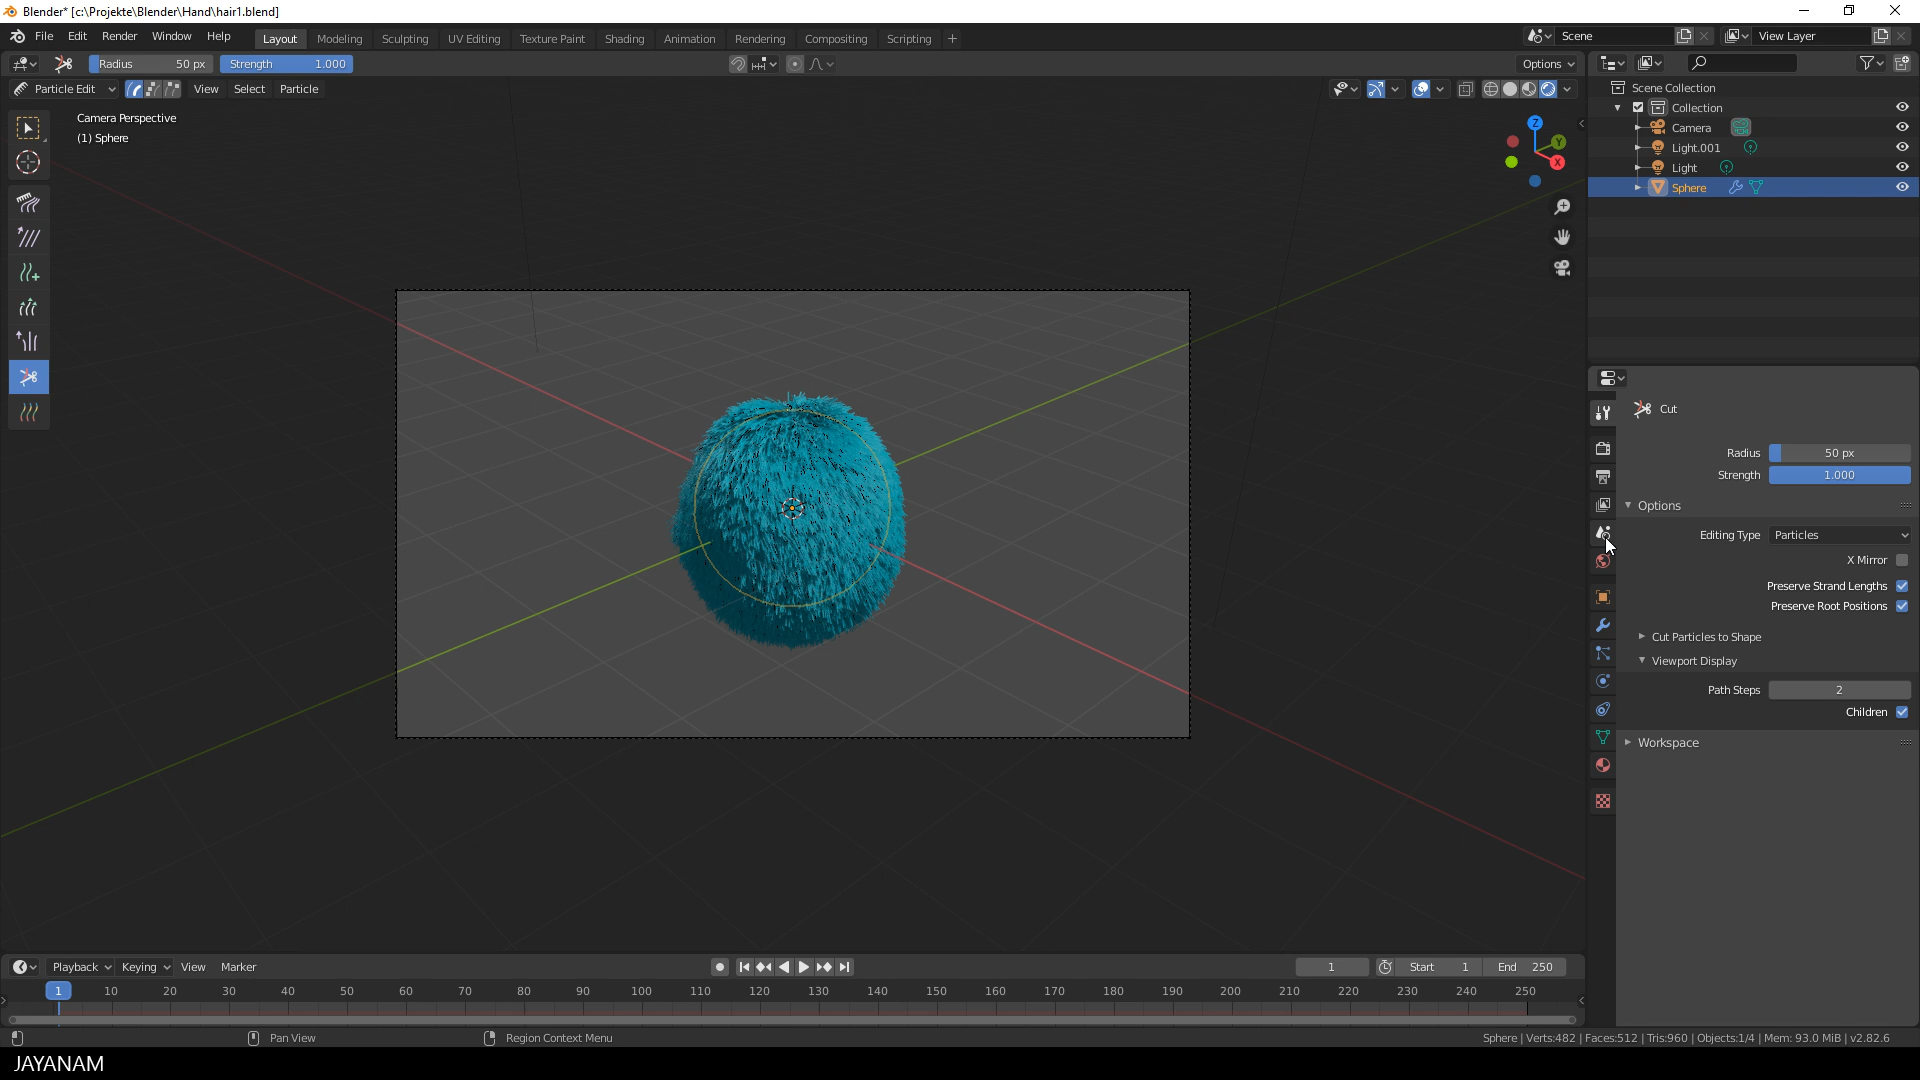 Blender* [c:\Projekte\Blender\Hand\hair1.blend]
File Edit Render Window Help Layout Modeling Sculpting UV Editing Texture Paint Shading Animation Rendering Compositing Scripting + Scene View Layer
Radius 50 px Strength 1.000 Options
Particle Edit View Select Particle
Camera Perspective
(1) Sphere
Z
Y
X
Scene Collection
Collection
Camera
Light.001
Light
Sphere
Cut
Radius 50 px
Strength 1.000
Options
Editing Type Particles
X Mirror
Preserve Strand Lengths
Preserve Root Positions
Cut Particles to Shape
Viewport Display
Path Steps 2
Children
Workspace
Playback Keying View Marker 1 Start 1 End 250
1 10 20 30 40 50 60 70 80 90 100 110 120 130 140 150 160 170 180 190 200 210 220 230 240 250
Pan View Region Context Menu Sphere | Verts:482 | Faces:512 | Tris:960 | Objects:1/4 | Mem: 93.0 MiB | v2.82.6
JAYANAM